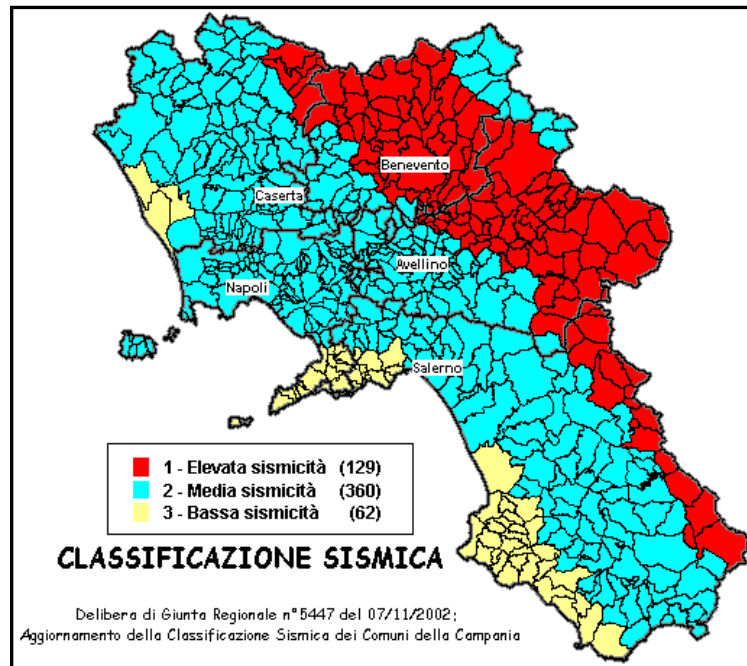 Benevento
Caserta
Avellino
Napoli
Salerno
1 - Elevata sismicità (129)
2 - Media sismicità (360)
3 - Bassa sismicità (62)
CLASSIFICAZIONE SISMICA
Delibera di Giunta Regionale n°5447 del 07/11/2002;
Aggiornamento della Classificazione Sismica dei Comuni della Campania